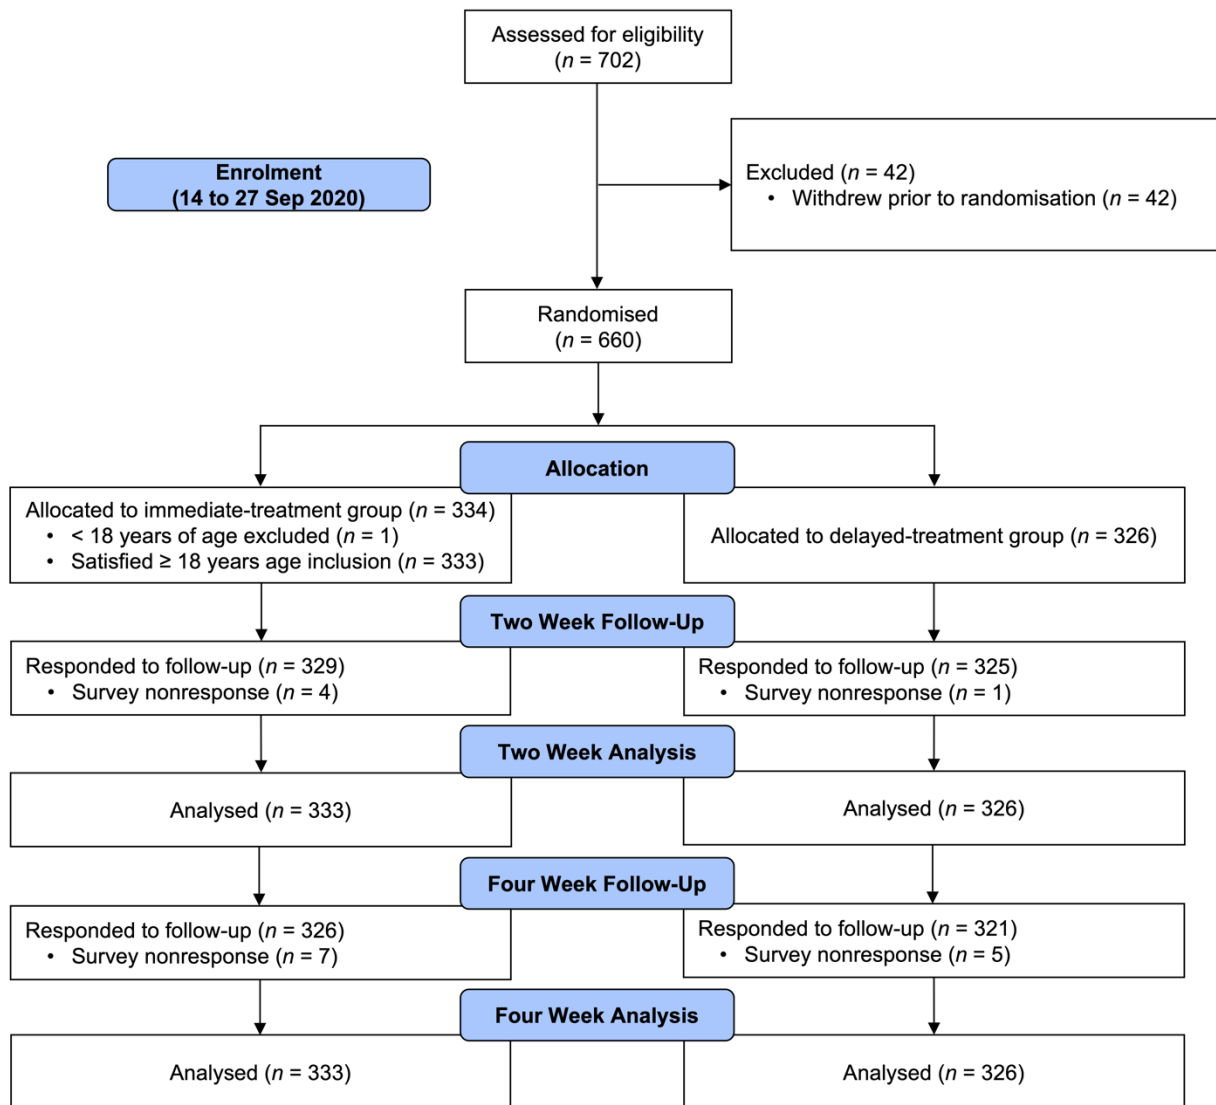 Assessed for eligibility
(n = 702)
Enrolment
(14 to 27 Sep 2020)
Excluded (n = 42)
• Withdrew prior to randomisation (n = 42)
Randomised
(n = 660)
Allocation
Allocated to immediate-treatment group (n = 334)
• < 18 years of age excluded (n = 1)
• Satisfied ≥ 18 years age inclusion (n = 333)
Allocated to delayed-treatment group (n = 326)
Two Week Follow-Up
Responded to follow-up (n = 329)
• Survey nonresponse (n = 4)
Responded to follow-up (n = 325)
• Survey nonresponse (n = 1)
Two Week Analysis
Analysed (n = 333)
Analysed (n = 326)
Four Week Follow-Up
Responded to follow-up (n = 326)
• Survey nonresponse (n = 7)
Responded to follow-up (n = 321)
• Survey nonresponse (n = 5)
Four Week Analysis
Analysed (n = 333)
Analysed (n = 326)